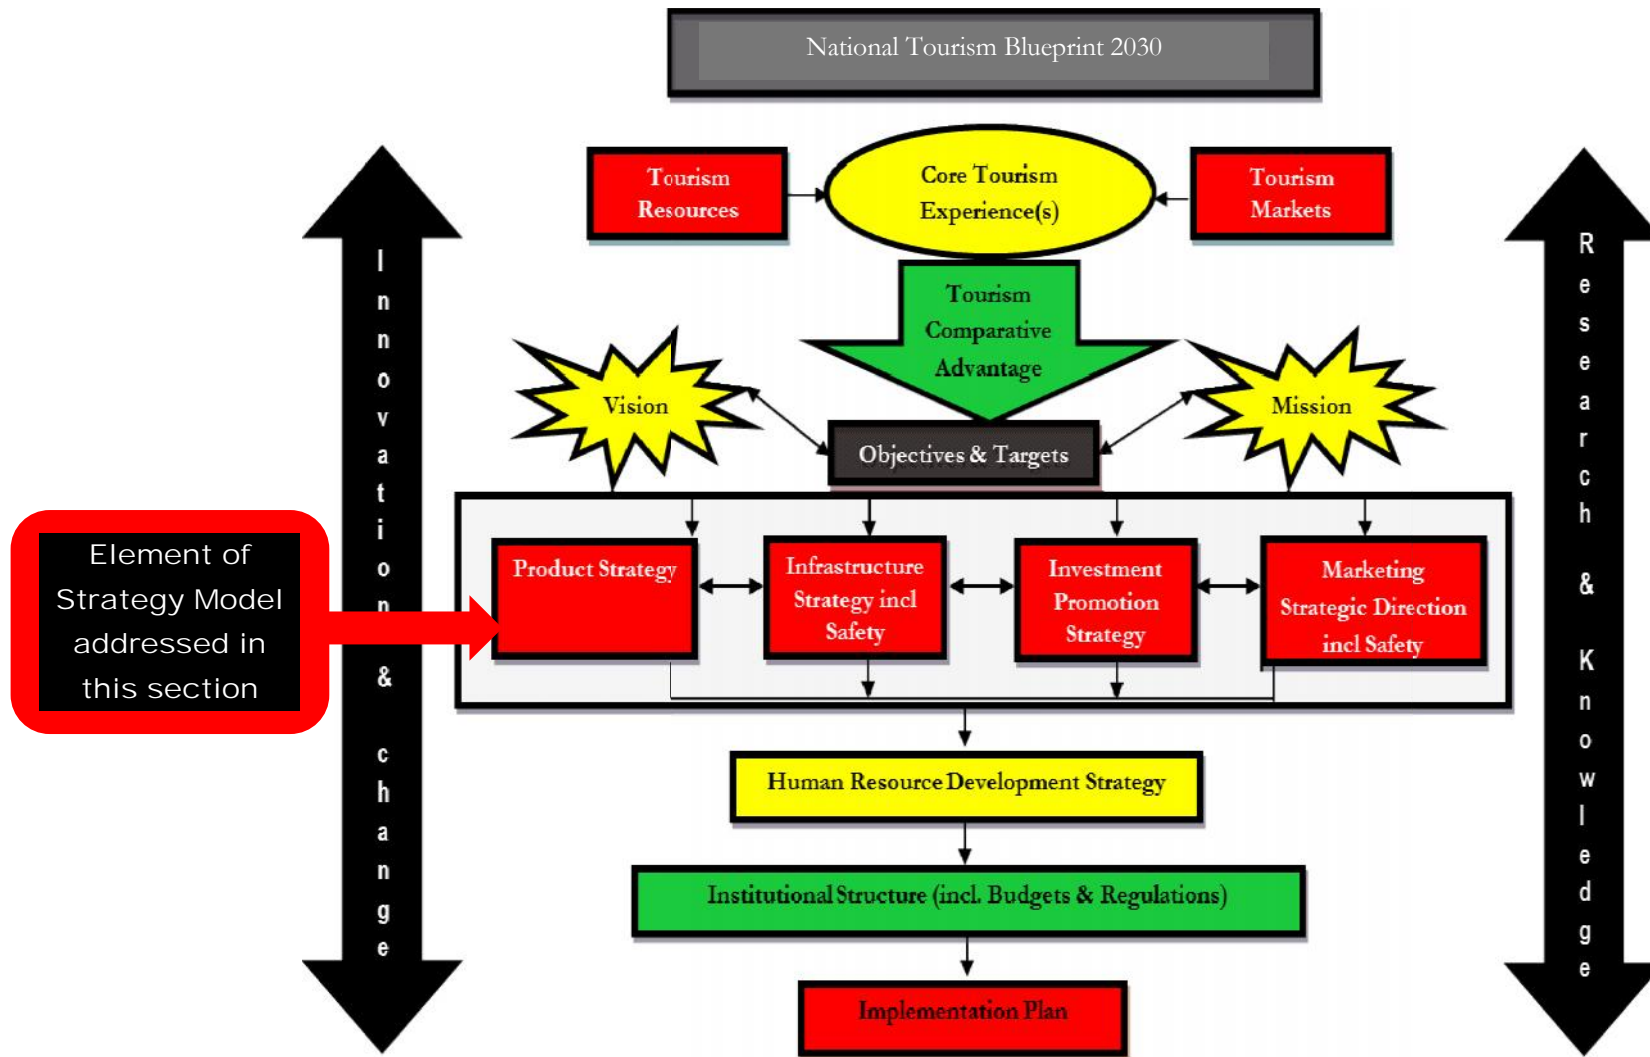 National Tourism Blueprint 2030
Tourism
Resources
Core Tourism
Experience(s)
Tourism
Markets
Tourism
Comparative
Advantage
Vision
Mission
Objectives & Targets
Element of
Strategy Model
addressed in
this section
Product Strategy
Infrastructure
Strategy incl
Safety
Investment
Promotion
Strategy
Marketing
Strategic Direction
incl Safety
Human Resource Development Strategy
Institutional Structure (incl. Budgets & Regulations)
Implementation Plan
Innovation & change
Research & Knowledge